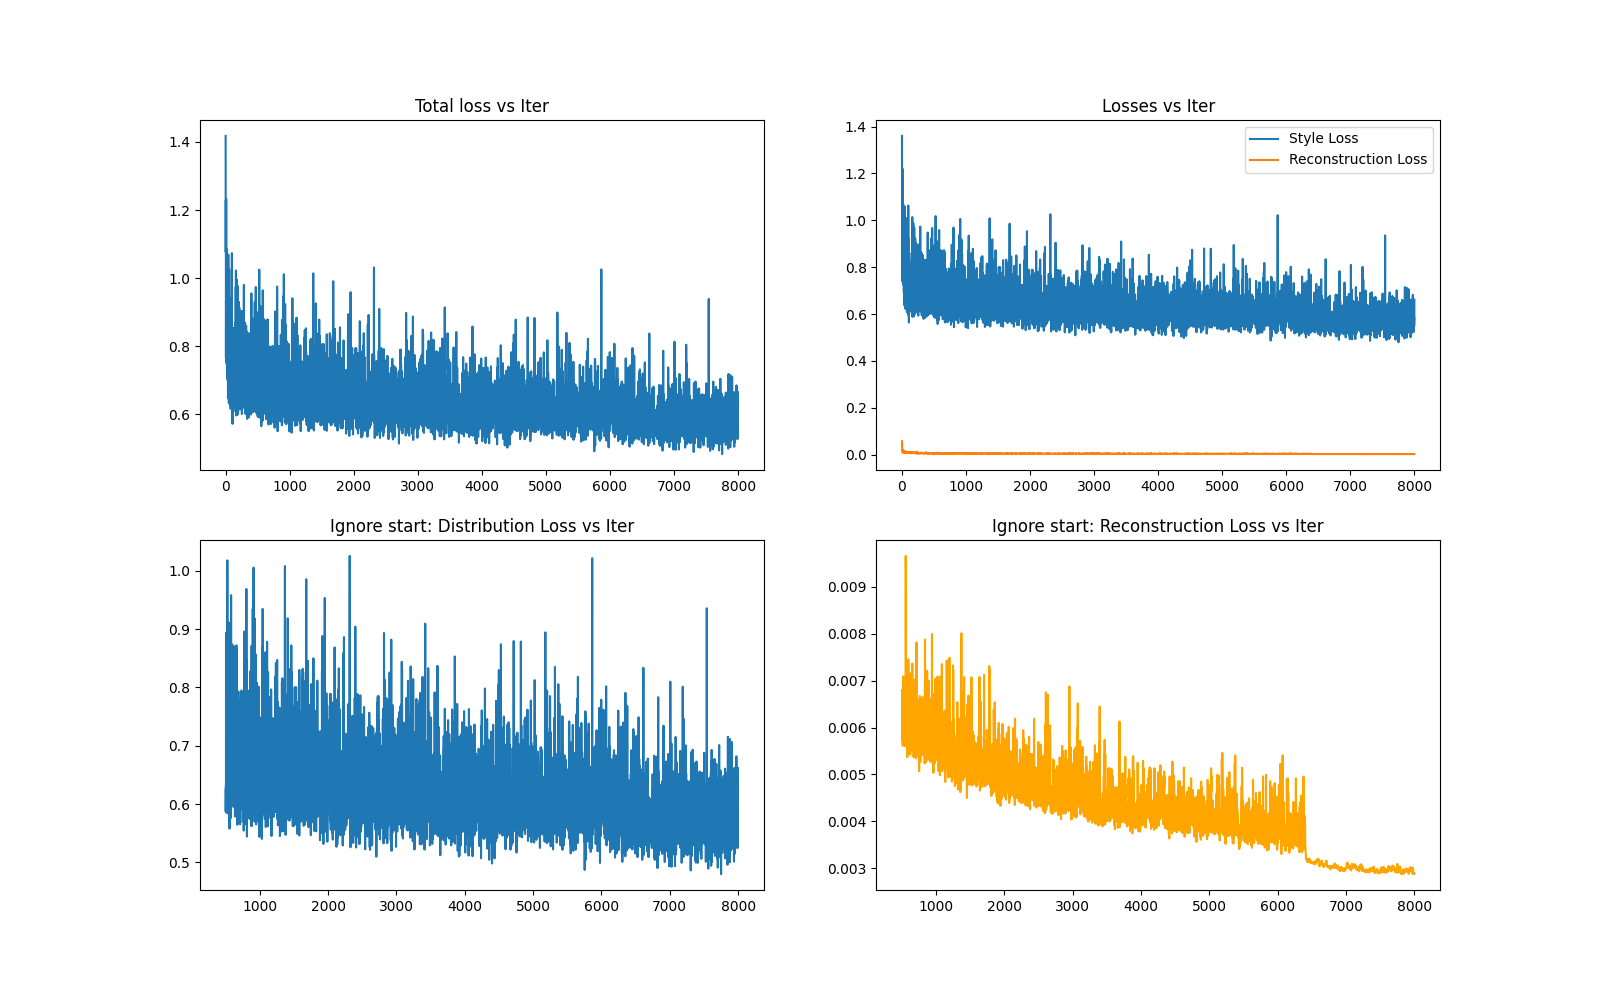 Total loss vs Iter
1.4
1.2
1.0
0.8
0.6
0 1000 2000 3000 4000 5000 6000 7000 8000
Losses vs Iter
Style Loss
Reconstruction Loss
1.4
1.2
1.0
0.8
0.6
0.4
0.2
0.0
0 1000 2000 3000 4000 5000 6000 7000 8000
Ignore start: Distribution Loss vs Iter
1.0
0.9
0.8
0.7
0.6
0.5
1000 2000 3000 4000 5000 6000 7000 8000
Ignore start: Reconstruction Loss vs Iter
0.009
0.008
0.007
0.006
0.005
0.004
0.003
1000 2000 3000 4000 5000 6000 7000 8000